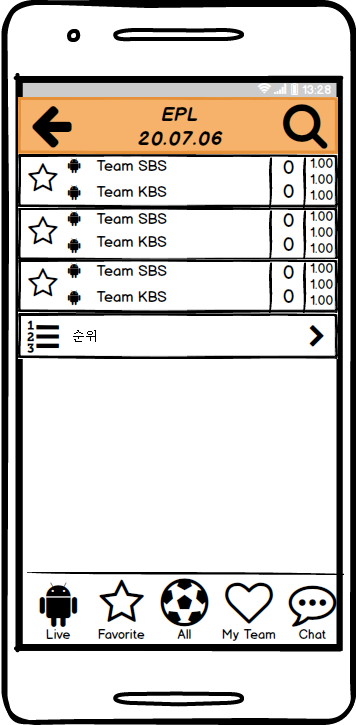 13:28
EPL
20.07.06
Team SBS 0 1.00
1.00
Team KBS 0 1.00
Team SBS 0 1.00
1.00
Team KBS 0 1.00
Team SBS 0 1.00
1.00
Team KBS 0 1.00
1
2
3
순위
Live Favorite All My Team Chat